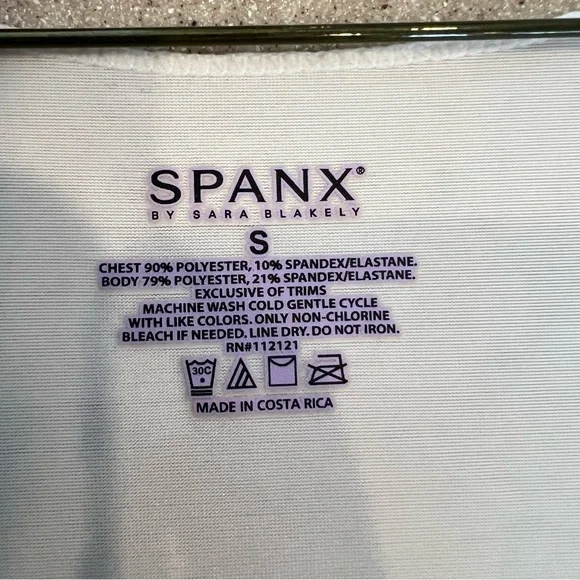 SPANX®
BY SARA BLAKELY
S
CHEST 90% POLYESTER, 10% SPANDEX/ELASTANE.
BODY 79% POLYESTER, 21% SPANDEX/ELASTANE.
EXCLUSIVE OF TRIMS
MACHINE WASH COLD GENTLE CYCLE
WITH LIKE COLORS. ONLY NON-CHLORINE
BLEACH IF NEEDED. LINE DRY. DO NOT IRON.
RN#112121
30C
MADE IN COSTA RICA